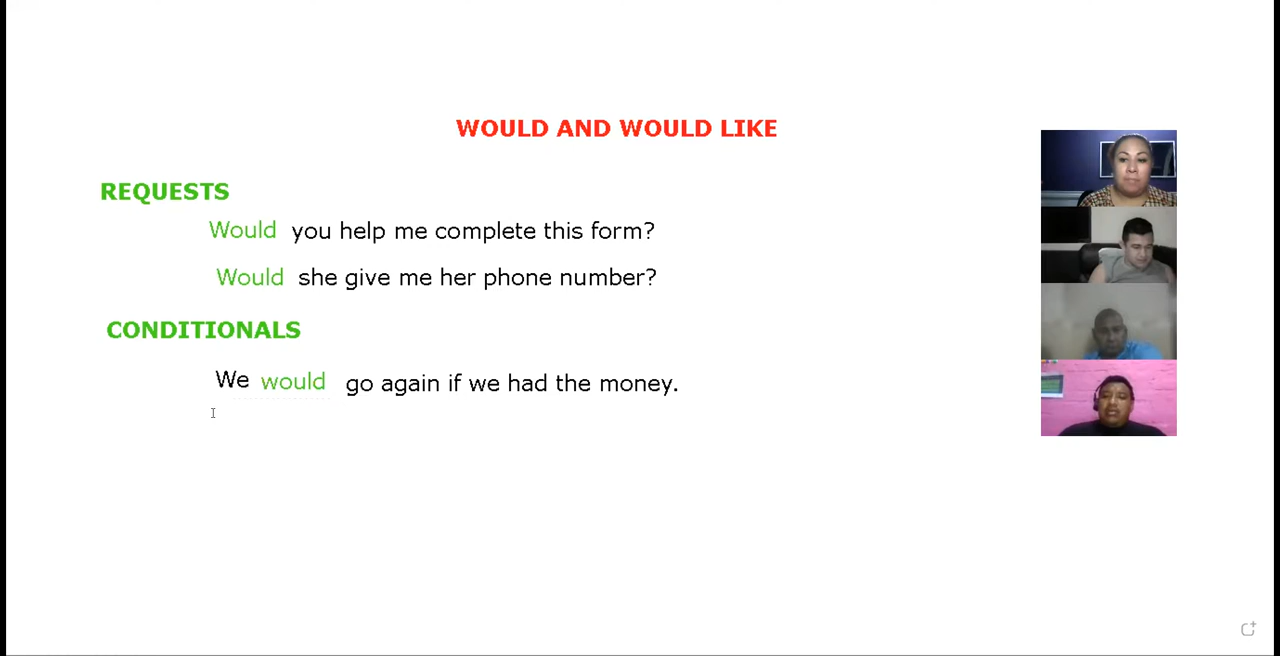 WOULD AND WOULD LIKE
REQUESTS
Would you help me complete this form?
Would she give me her phone number?
CONDITIONALS
We would go again if we had the money.